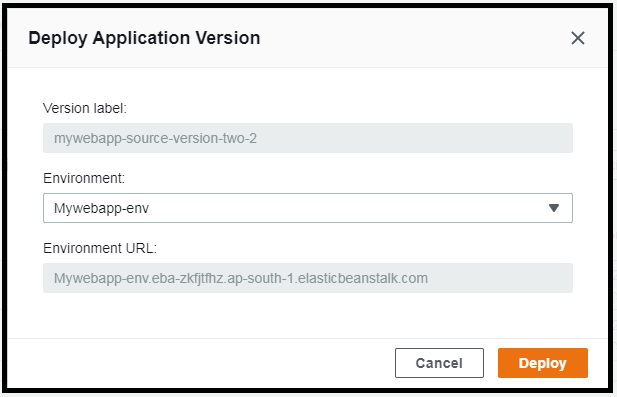 Deploy Application Version
Version label:
mywebapp-source-version-two-2
Environment:
Mywebapp-env
Environment URL:
Mywebapp-env.eba-zkfjtfhz.ap-south-1.elasticbeanstalk.com
Cancel Deploy